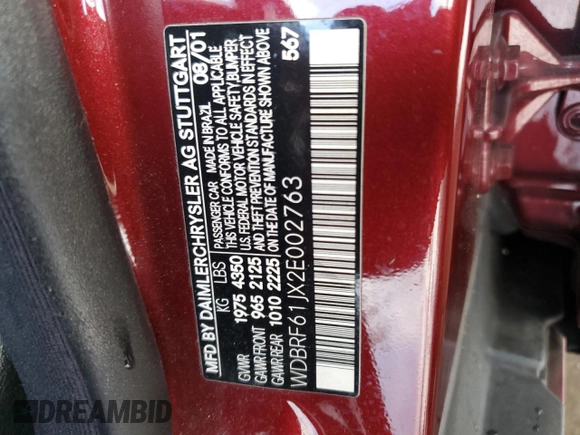 MFD BY DAIMLERCHRYSLER AG STUTTGART
KG LBS PASSENGER CAR MADE IN BRAZIL 08/01
GVWR 1975 4350 THIS VEHICLE CONFORMS TO ALL APPLICABLE
GAWR FRONT 965 2125 U.S. FEDERAL MOTOR VEHICLE SAFETY/BUMPER
GAWR REAR 1010 2225 AND THEFT PREVENTION STANDARDS IN EFFECT
ON THE DATE OF MANUFACTURE SHOWN ABOVE
WDBRF61JX2E002763 567
DREAMBID